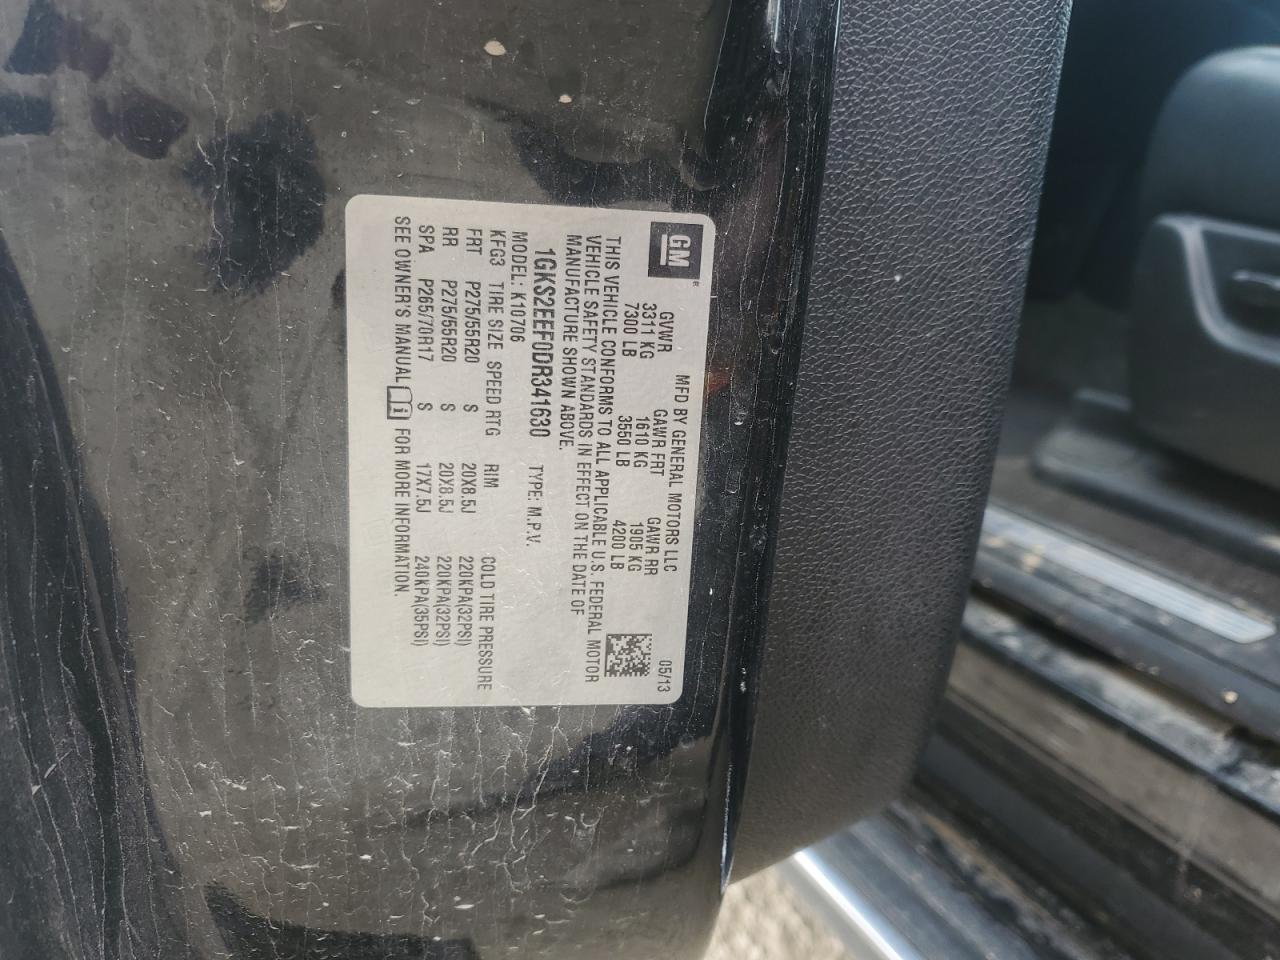 GM
MFD BY GENERAL MOTORS LLC 05/13
GVWR GAWR FRT GAWR RR
3311 KG 1610 KG 1905 KG
7300 LB 3550 LB 4200 LB
THIS VEHICLE CONFORMS TO ALL APPLICABLE U.S. FEDERAL MOTOR
VEHICLE SAFETY STANDARDS IN EFFECT ON THE DATE OF
MANUFACTURE SHOWN ABOVE.
1GKS2EEF0DR341630 TYPE: M.P.V.
MODEL: K10706
KFG3 TIRE SIZE SPEED RTG RIM COLD TIRE PRESSURE
FRT P275/55R20 S 20X8.5J 220KPA(32PSI)
RR P275/55R20 S 20X8.5J 220KPA(32PSI)
SPA P265/70R17 S 17X7.5J 240KPA(35PSI)
SEE OWNER'S MANUAL i FOR MORE INFORMATION.